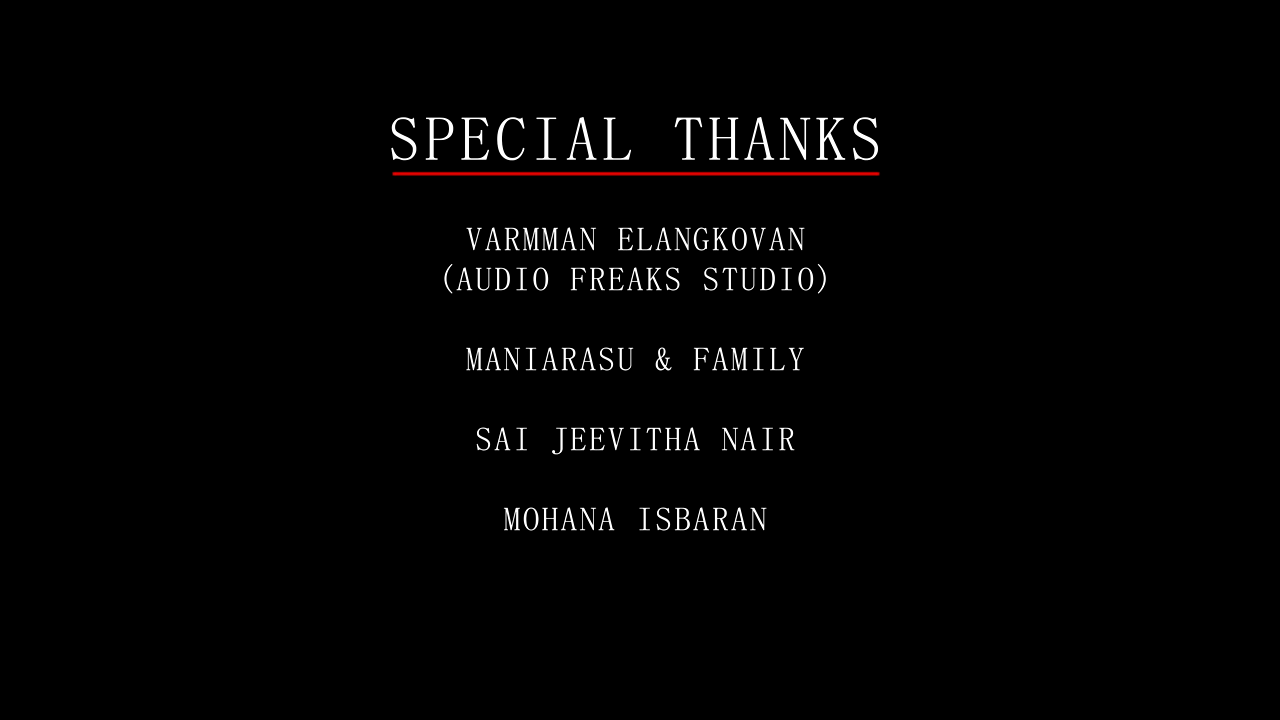 SPECIAL THANKS
VARMMAN ELANGKOVAN
(AUDIO FREAKS STUDIO)
MANIARASU & FAMILY
SAI JEEVITHA NAIR
MOHANA ISBARAN